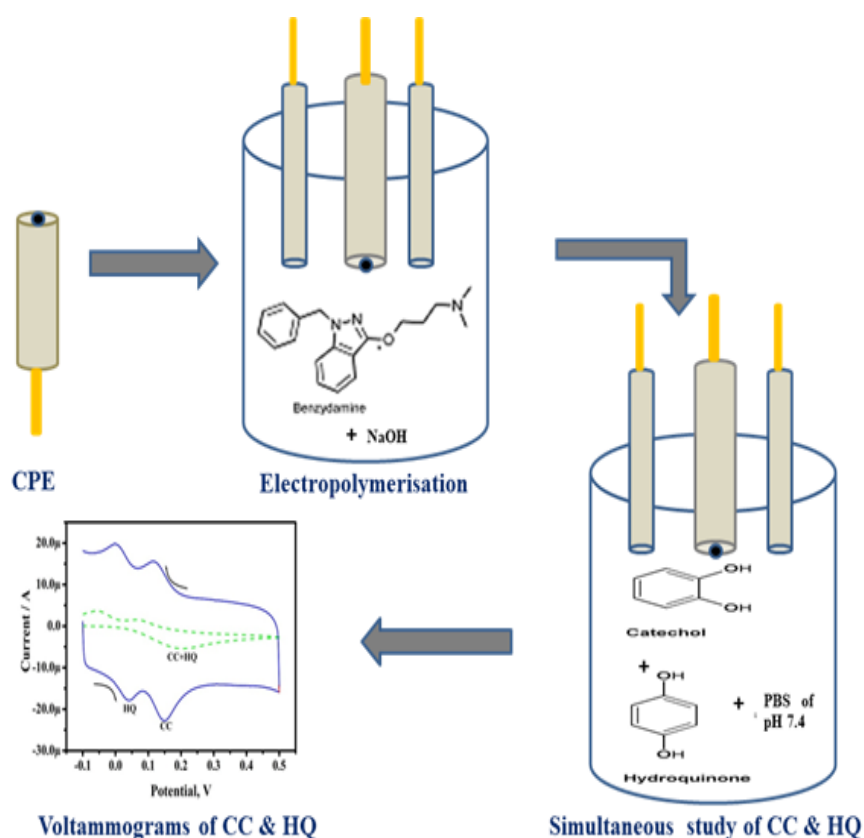 N
N
N
O
Benzydamine
+ NaOH
CPE
Electropolymerisation
OH
OH
Catechol
+
OH
+ PBS of
pH 7.4
OH
Hydroquinone
Simultaneous study of CC & HQ
20.0μ
10.0μ
0.0
-10.0μ
-20.0μ
-30.0μ
Current / A
CC+HQ
HQ
CC
-0.1 0.0 0.1 0.2 0.3 0.4 0.5
Potential, V
Voltammograms of CC & HQ